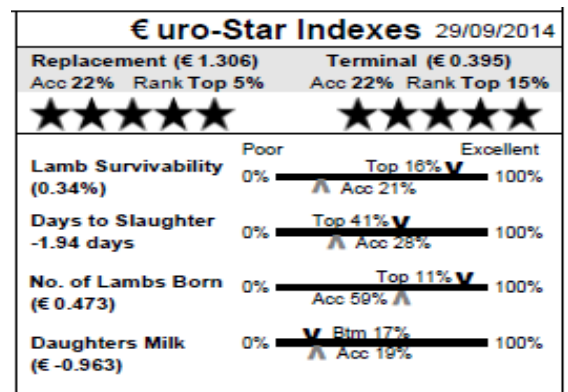 € uro-Star Indexes 29/09/2014
Replacement (€ 1.306) Terminal (€ 0.395)
Acc 22% Rank Top 5% Acc 22% Rank Top 15%
Poor Excellent
Lamb Survivability
(0.34%)
0% Top 16% 100%
Acc 21%
Days to Slaughter
-1.94 days
0% Top 41% 100%
Acc 28%
No. of Lambs Born
(€ 0.473)
0% Top 11% 100%
Acc 59%
Daughters Milk
(€ -0.963)
0% Btm 17% 100%
Acc 19%